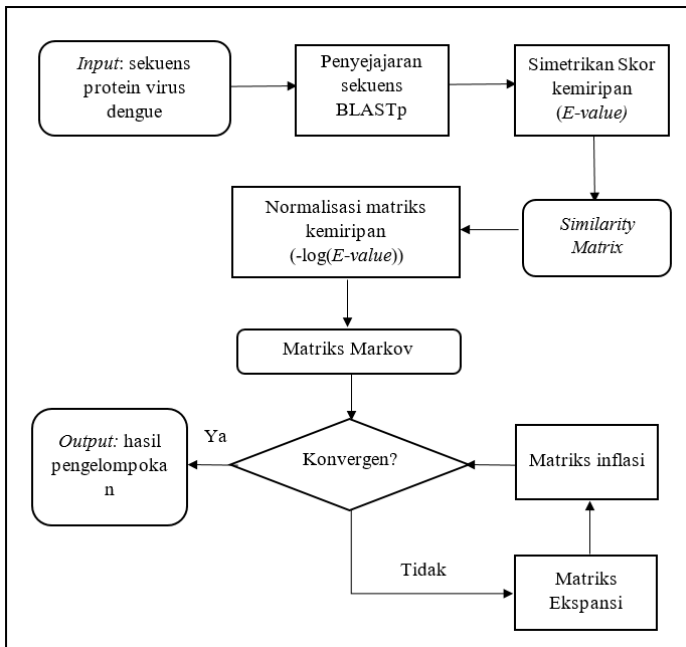 Input: sekuens
protein virus
dengue
Penyejajaran
sekuens
BLASTp
Simetrikan Skor
kemiripan
(E-value)
Similarity
Matrix
Normalisasi matriks
kemiripan
(-log(E-value))
Matriks Markov
Konvergen?
Ya
Output: hasil
pengelompoka
n
Tidak
Matriks
Ekspansi
Matriks inflasi